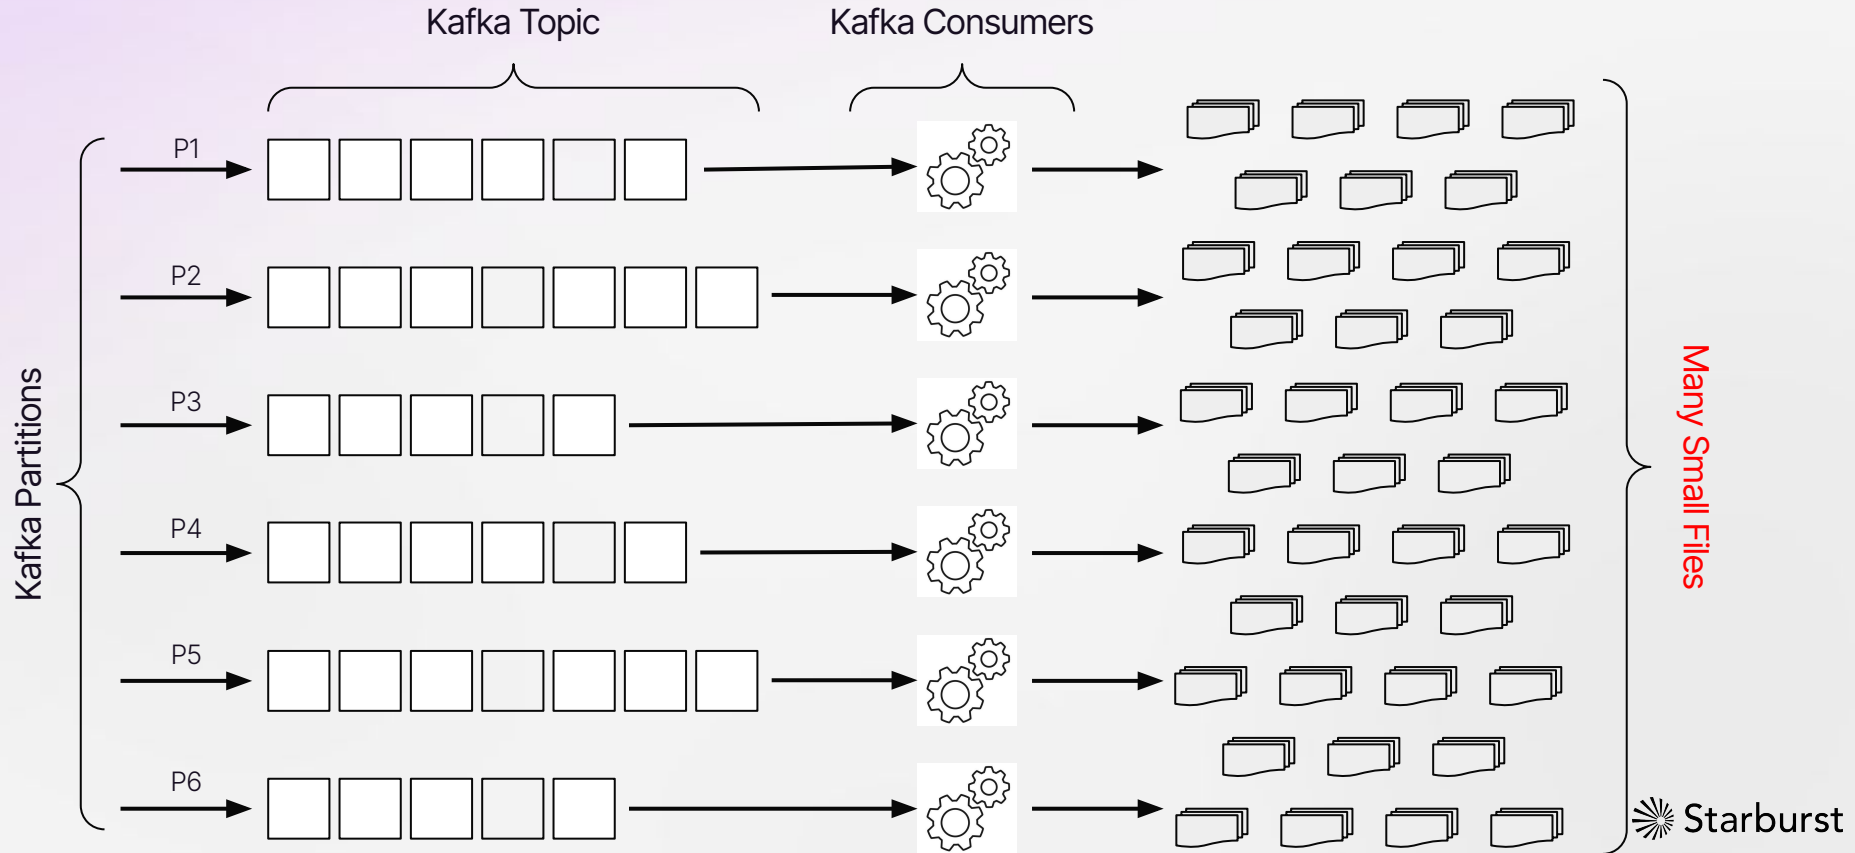 Kafka Topic
Kafka Consumers
Kafka Partitions
P1
P2
P3
P4
P5
P6
Many Small Files
Starburst